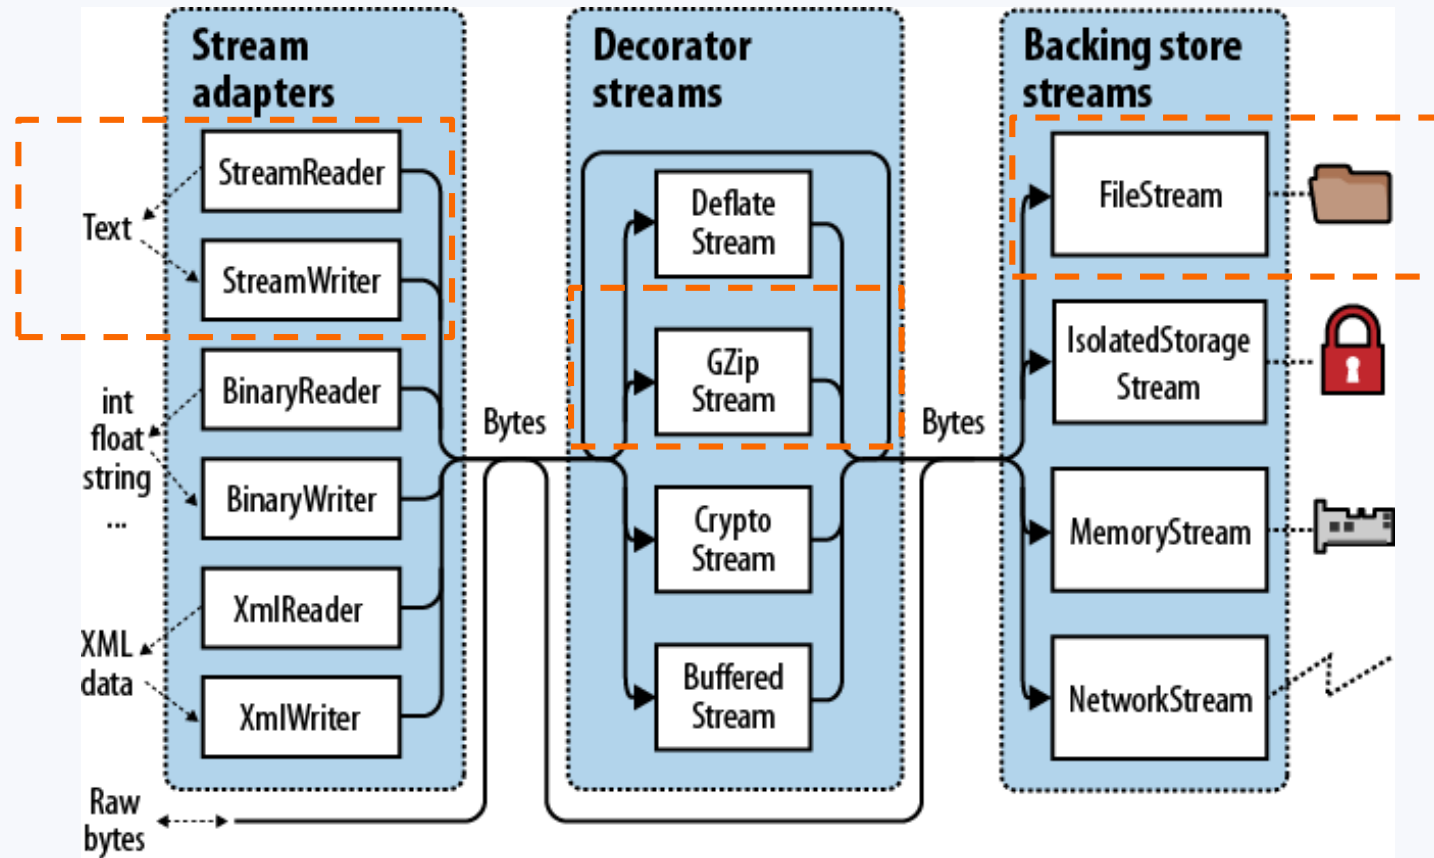 Stream
adapters
StreamReader
Text
StreamWriter
BinaryReader
int
float
string
...
BinaryWriter
XmlReader
XML
data
XmlWriter
Raw
bytes
Bytes
Decorator
streams
Deflate
Stream
GZip
Stream
Crypto
Stream
Buffered
Stream
Bytes
Backing store
streams
FileStream
IsolatedStorage
Stream
MemoryStream
NetworkStream